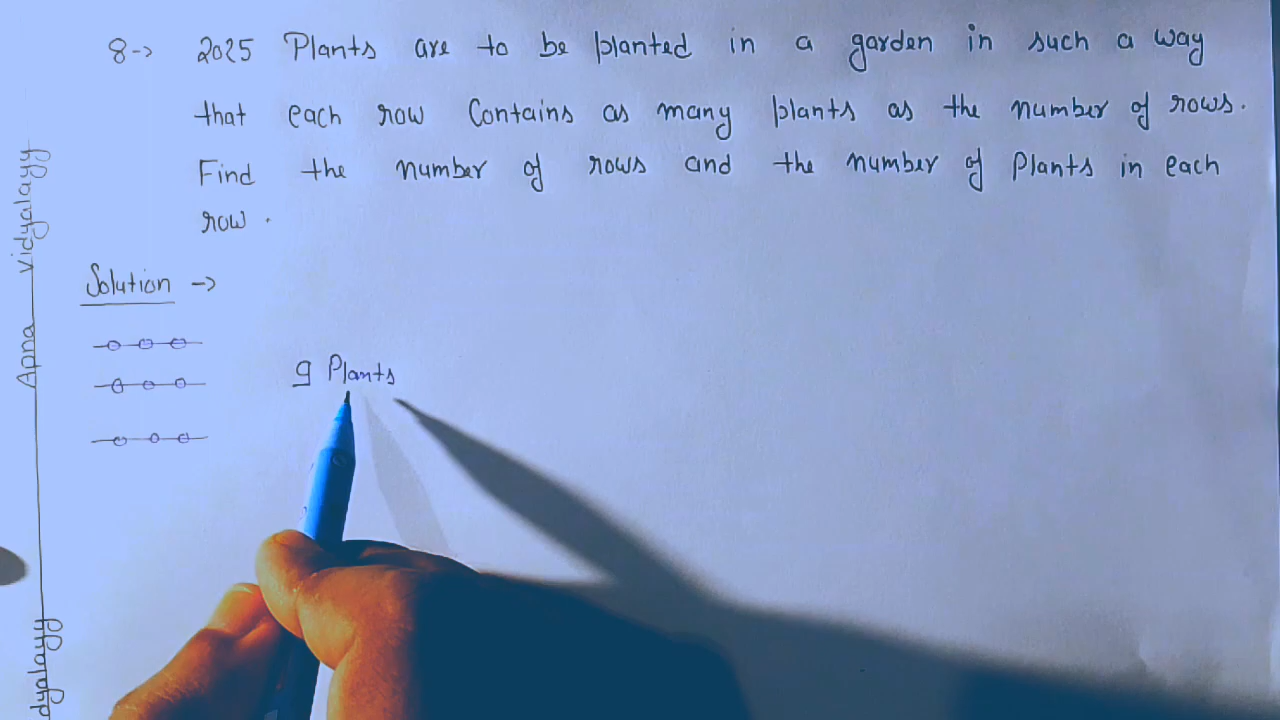 8-> 2025 Plants are to be planted in a garden in such a way
that each row Contains as many plants as the number of rows.
Find the number of rows and the number of Plants in each
row.
Solution ->
9 Plants
Apna vidyalayy
dyalayy